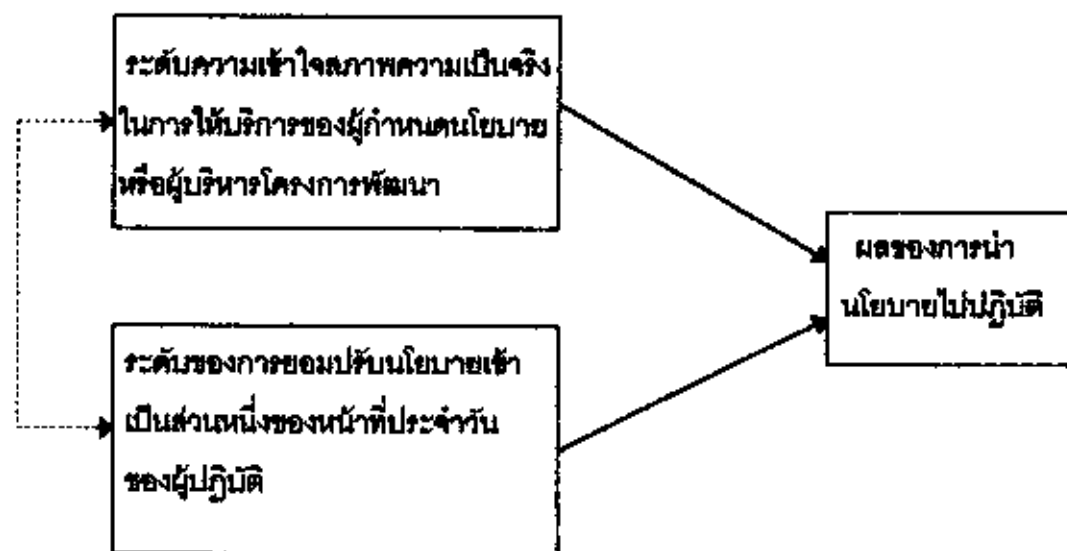 ระดับความเข้าใจสภาพความเป็นจริง
ในการให้บริการของผู้กำหนดนโยบาย
หรือผู้บริหารโครงการพัฒนา
ผลของการนำ
นโยบายไปปฏิบัติ
ระดับของการยอมปรับนโยบายเข้า
เป็นส่วนหนึ่งของหน้าที่ประจำวัน
ของผู้ปฏิบัติ